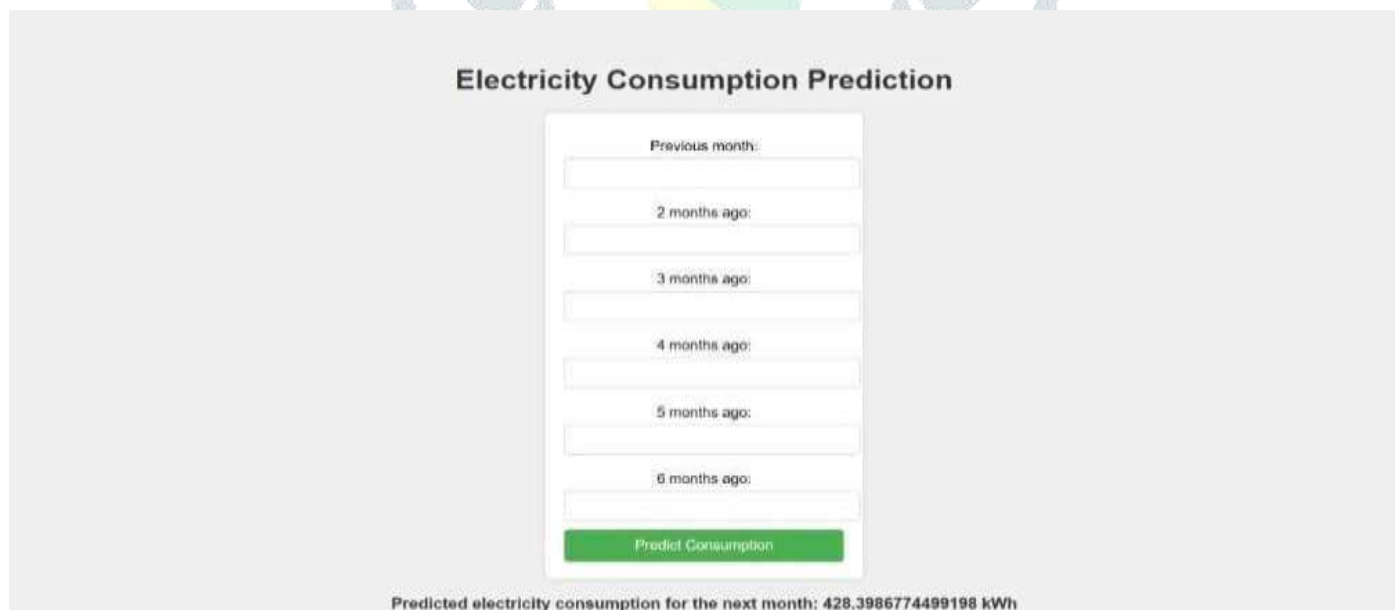 Electricity Consumption Prediction
Previous month:
2 months ago:
3 months ago:
4 months ago:
5 months ago:
6 months ago:
Predict Consumption
Predicted electricity consumption for the next month: 428.3986774499198 kWh